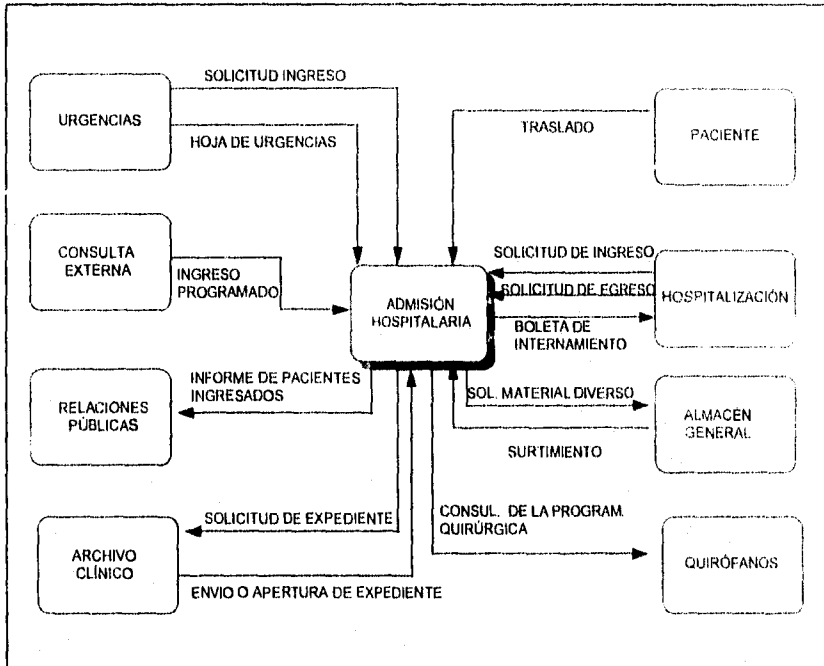 SOLICITUD INGRESO
URGENCIAS
HOJA DE URGENCIAS
TRASLADO
PACIENTE
CONSULTA
EXTERNA
INGRESO
PROGRAMADO
ADMISIÓN
HOSPITALARIA
SOLICITUD DE INGRESO
SOLICITUD DE EGRESO
HOSPITALIZACIÓN
BOLETA DE
INTERNAMIENTO
RELACIONES
PÚBLICAS
INFORME DE PACIENTES
INGRESADOS
SOL. MATERIAL DIVERSO
ALMACÉN
GENERAL
SURTIMIENTO
ARCHIVO
CLÍNICO
SOLICITUD DE EXPEDIENTE
ENVIO O APERTURA DE EXPEDIENTE
CONSUL. DE LA PROGRAM.
QUIRÚRGICA
QUIRÓFANOS